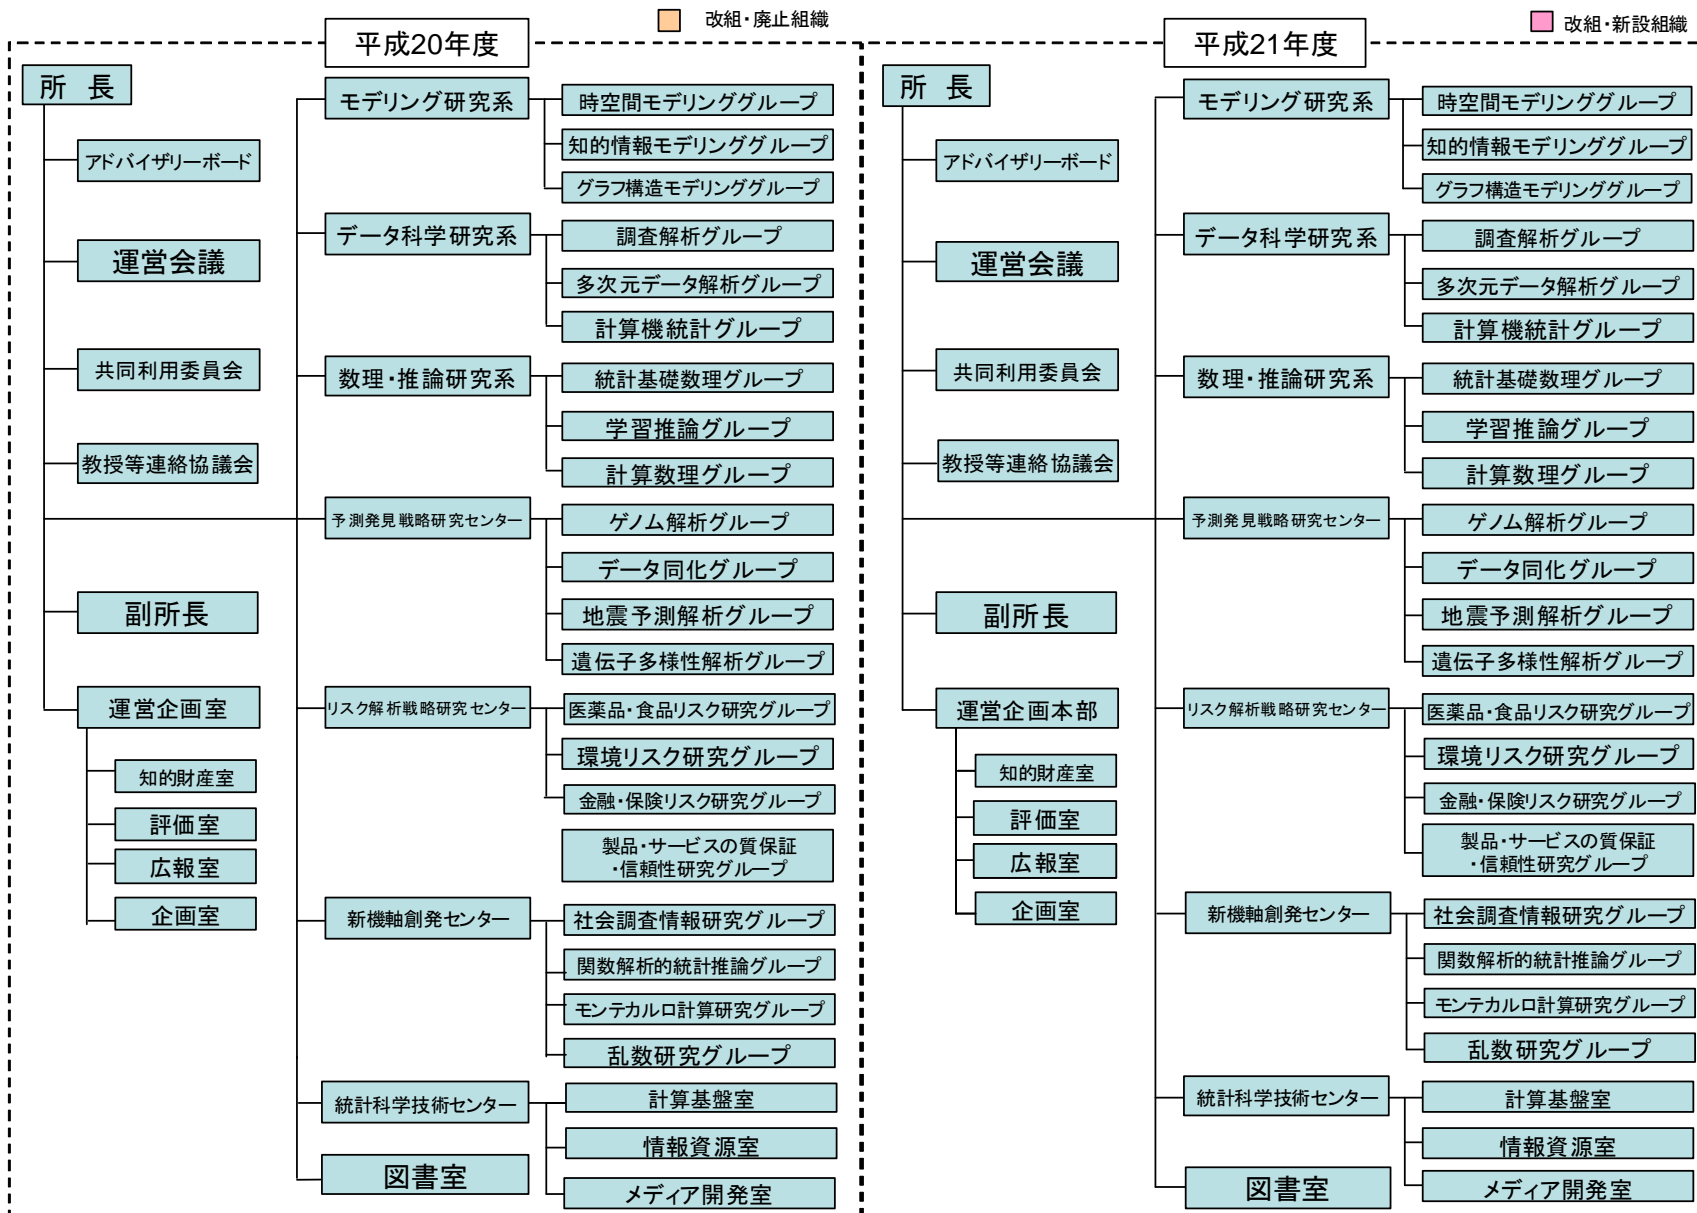 改組・廃止組織
平成20年度
所 長
アドバイザリーボード
運営会議
共同利用委員会
教授等連絡協議会
副所長
運営企画室
知的財産室
評価室
広報室
企画室
モデリング研究系
時空間モデリンググループ
知的情報モデリンググループ
グラフ構造モデリンググループ
データ科学研究系
調査解析グループ
多次元データ解析グループ
計算機統計グループ
数理・推論研究系
統計基礎数理グループ
学習推論グループ
計算数理グループ
予測発見戦略研究センター
ゲノム解析グループ
データ同化グループ
地震予測解析グループ
遺伝子多様性解析グループ
リスク解析戦略研究センター
医薬品・食品リスク研究グループ
環境リスク研究グループ
金融・保険リスク研究グループ
製品・サービスの質保証
・信頼性研究グループ
新機軸創発センター
社会調査情報研究グループ
関数解析的統計推論グループ
モンテカルロ計算研究グループ
乱数研究グループ
統計科学技術センター
計算基盤室
情報資源室
メディア開発室
図書室
改組・新設組織
平成21年度
所 長
アドバイザリーボード
運営会議
共同利用委員会
教授等連絡協議会
副所長
運営企画本部
知的財産室
評価室
広報室
企画室
モデリング研究系
時空間モデリンググループ
知的情報モデリンググループ
グラフ構造モデリンググループ
データ科学研究系
調査解析グループ
多次元データ解析グループ
計算機統計グループ
数理・推論研究系
統計基礎数理グループ
学習推論グループ
計算数理グループ
予測発見戦略研究センター
ゲノム解析グループ
データ同化グループ
地震予測解析グループ
遺伝子多様性解析グループ
リスク解析戦略研究センター
医薬品・食品リスク研究グループ
環境リスク研究グループ
金融・保険リスク研究グループ
製品・サービスの質保証
・信頼性研究グループ
新機軸創発センター
社会調査情報研究グループ
関数解析的統計推論グループ
モンテカルロ計算研究グループ
乱数研究グループ
統計科学技術センター
計算基盤室
情報資源室
メディア開発室
図書室